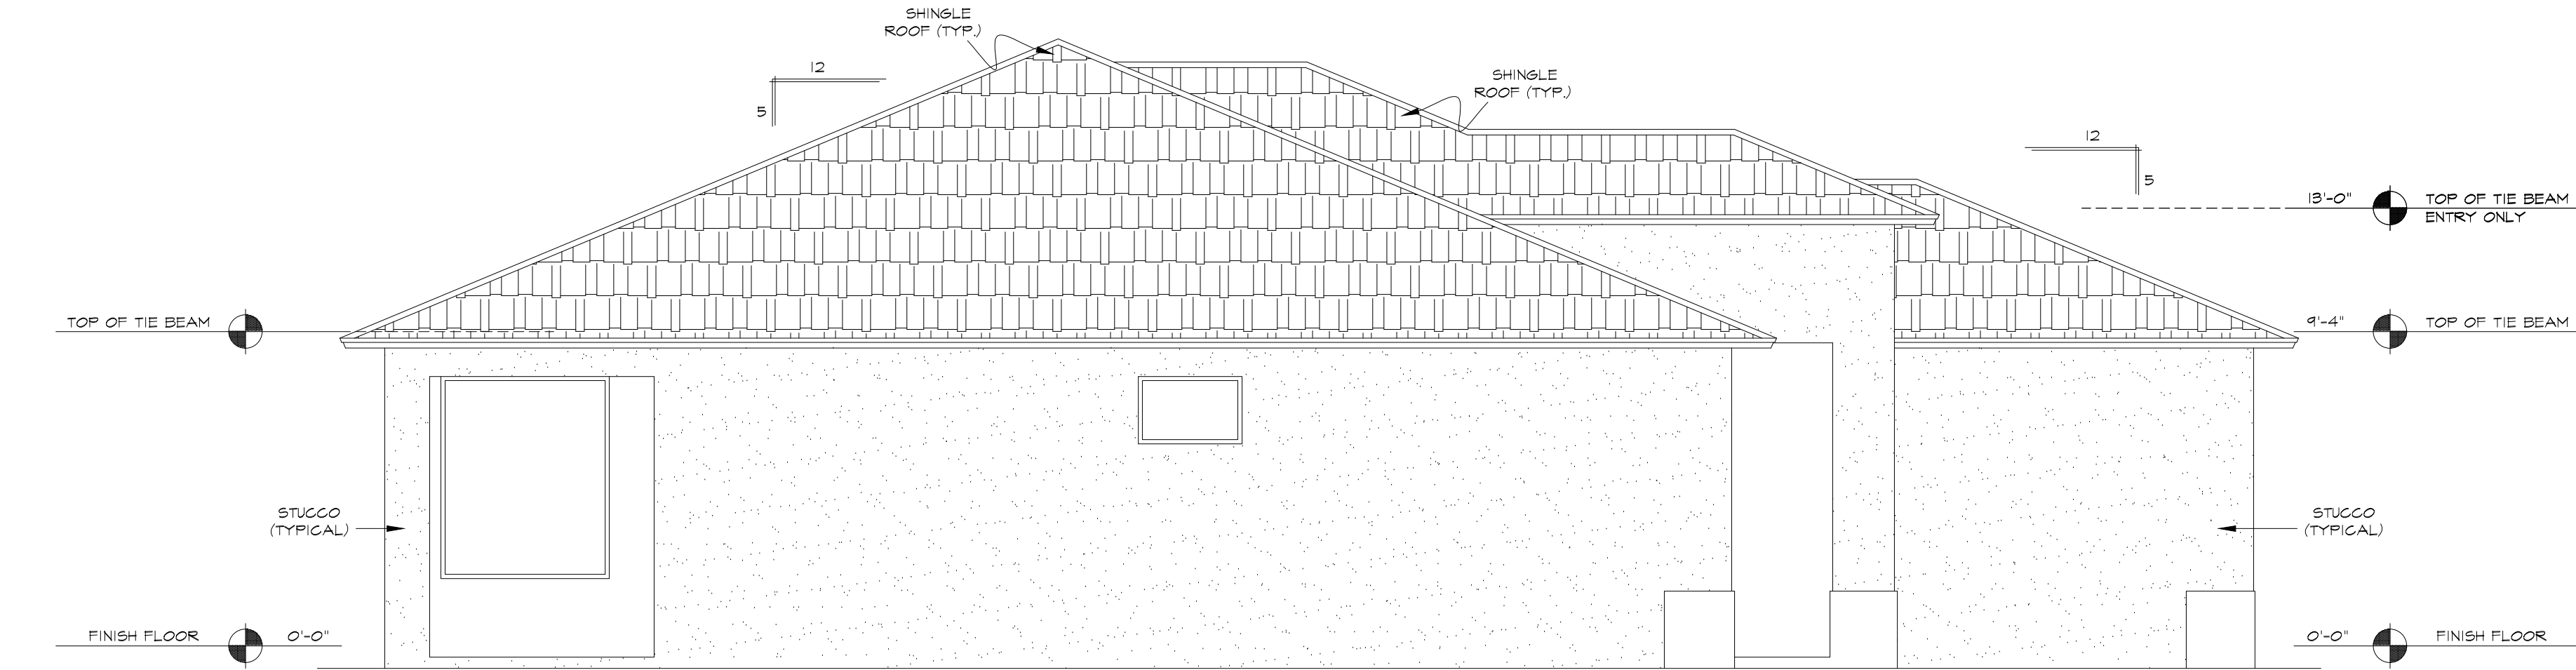 SHINGLE
ROOF (TYP.)
12
5
SHINGLE
ROOF (TYP.)
12
5
13'-0" TOP OF TIE BEAM
ENTRY ONLY
TOP OF TIE BEAM
9'-4" TOP OF TIE BEAM
STUCCO
(TYPICAL)
STUCCO
(TYPICAL)
FINISH FLOOR 0'-0"
0'-0" FINISH FLOOR